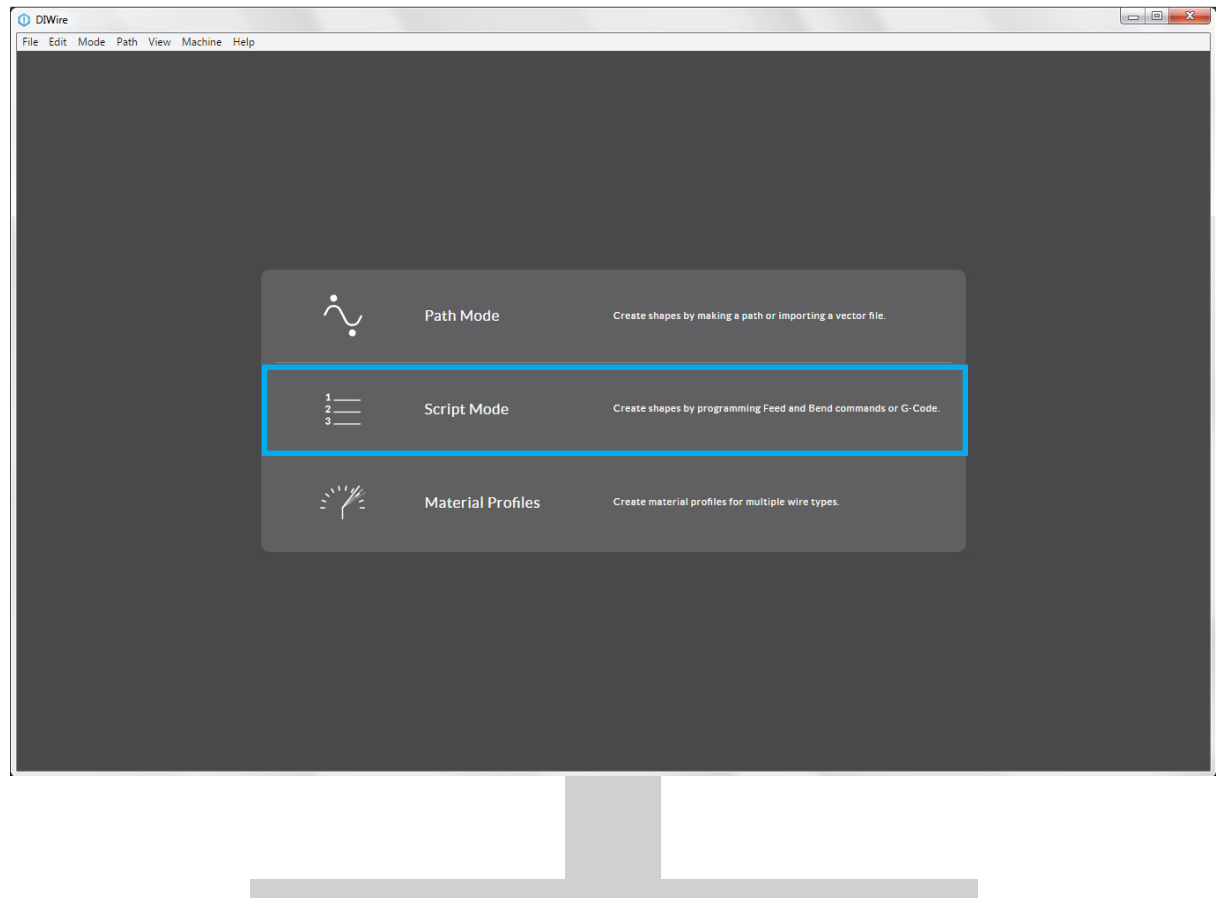 DIWire
File Edit Mode Path View Machine Help
Path Mode Create shapes by making a path or importing a vector file.
1
2
3
Script Mode Create shapes by programming Feed and Bend commands or G-Code.
Material Profiles Create material profiles for multiple wire types.